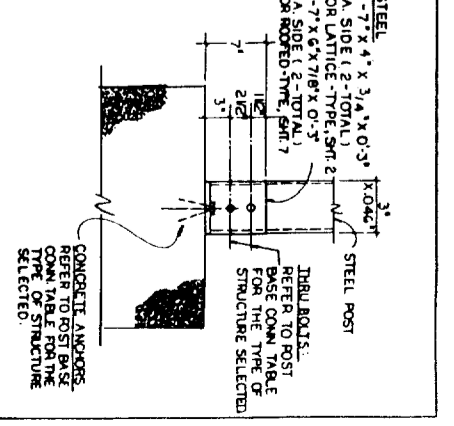 STEEL
-7" X 4" X 3/4" X 0'-3"
A. SIDE ( 2-TOTAL )
OR LATTICE-TYPE, SHT. 2
-7" X 6" X 7/8" X 0'-3"
A. SIDE ( 2-TOTAL )
OR ROOFED-TYPE, SHT. 7
7"
1 1/2"
2 1/2"
3"
3"
X .046"
STEEL POST
THRU BOLTS:
REFER TO POST
BASE CONN TABLE
FOR THE TYPE OF
STRUCTURE SELECTED
CONCRETE ANCHORS
REFER TO POST BASE
CONN. TABLE FOR THE
TYPE OF STRUCTURE
SELECTED.